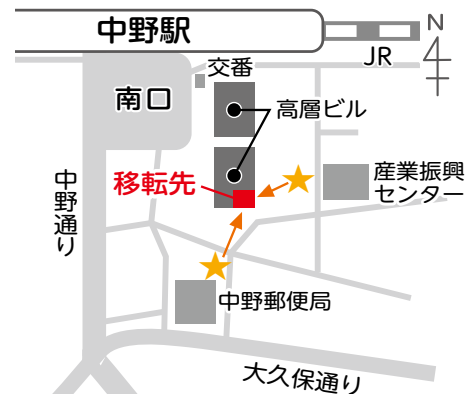 中野駅
N
JR
交番
南口
高層ビル
産業振興
センター
移転先
中野通り
中野郵便局
大久保通り